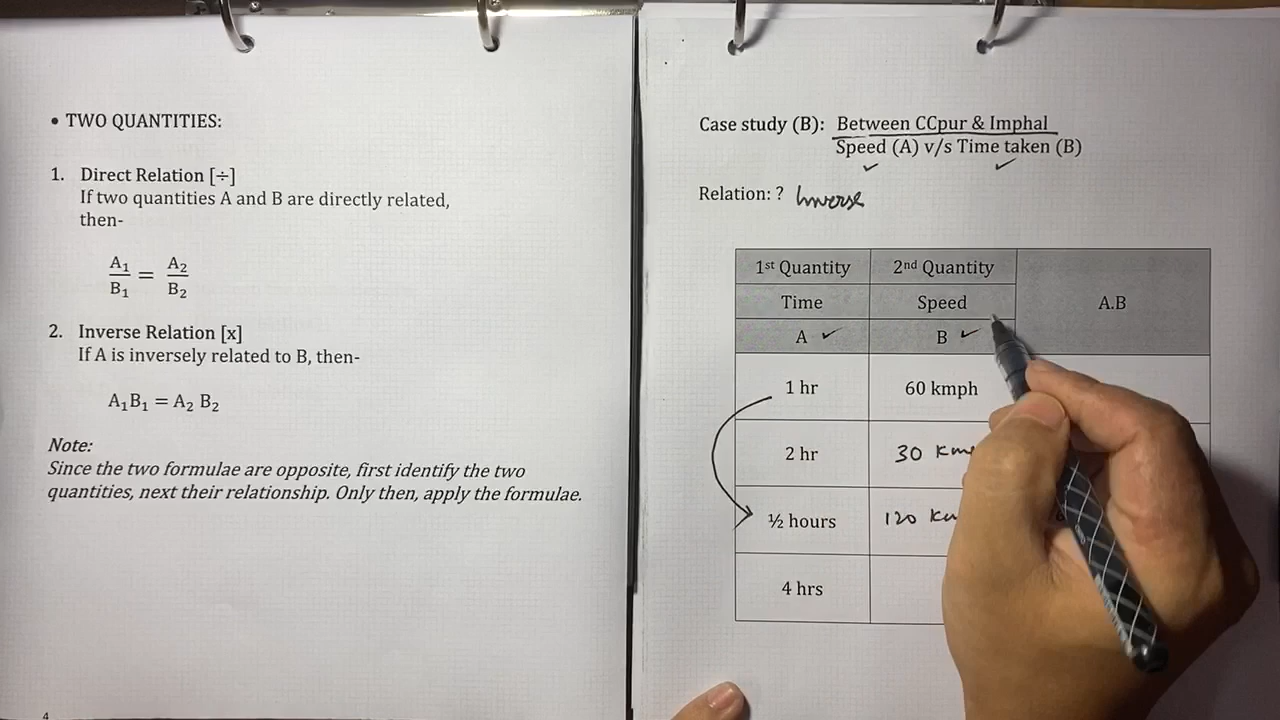 • TWO QUANTITIES:
1. Direct Relation [÷]
If two quantities A and B are directly related,
then-
A₁/B₁ = A₂/B₂
2. Inverse Relation [x]
If A is inversely related to B, then-
A₁B₁ = A₂ B₂
Note:
Since the two formulae are opposite, first identify the two
quantities, next their relationship. Only then, apply the formulae.
4
Case study (B): Between CCpur & Imphal
Speed (A) v/s Time taken (B)
Relation: ? Inverse
1st Quantity 2nd Quantity
Time Speed A.B
A ✓ B ✓
1 hr 60 kmph
2 hr 30
½ hours 120
4 hrs